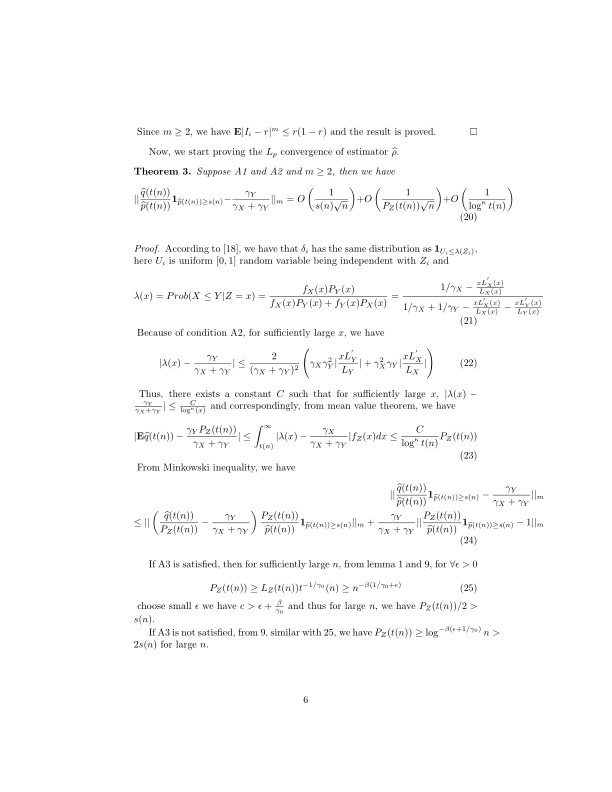 Since $m \geq 2$, we have $\mathbf{E}|I_i - r|^m \leq r(1-r)$ and the result is proved. □
Now, we start proving the $L_p$ convergence of estimator $\widehat{\rho}$.
**Theorem 3.** *Suppose A1 and A2 and $m \geq 2$, then we have*
$$||\frac{\widehat{q}(t(n))}{\widehat{p}(t(n))}\mathbf{1}_{\widehat{p}(t(n)) \geq s(n)} - \frac{\gamma_Y}{\gamma_X + \gamma_Y}||_m = O\left(\frac{1}{s(n)\sqrt{n}}\right) + O\left(\frac{1}{P_Z(t(n))\sqrt{n}}\right) + O\left(\frac{1}{\log^{\kappa} t(n)}\right)$$
(20)
*Proof.* According to [18], we have that $\delta_i$ has the same distribution as $\mathbf{1}_{U_i \leq \lambda(Z_i)}$,
here $U_i$ is uniform $[0, 1]$ random variable being independent with $Z_i$ and
$$\lambda(x) = Prob(X \leq Y|Z = x) = \frac{f_X(x)P_Y(x)}{f_X(x)P_Y(x) + f_Y(x)P_X(x)} = \frac{1/\gamma_X - \frac{xL_X^{'}(x)}{L_X(x)}}{1/\gamma_X + 1/\gamma_Y - \frac{xL_X^{'}(x)}{L_X(x)} - \frac{xL_Y^{'}(x)}{L_Y(x)}}$$
(21)
Because of condition A2, for sufficiently large $x$, we have
$$|\lambda(x) - \frac{\gamma_Y}{\gamma_X + \gamma_Y}| \leq \frac{2}{(\gamma_X + \gamma_Y)^2}\left(\gamma_X\gamma_Y^2|\frac{xL_Y^{'}}{L_Y}| + \gamma_X^2\gamma_Y|\frac{xL_X^{'}}{L_X}|\right) \quad (22)$$
Thus, there exists a constant $C$ such that for sufficiently large $x$, $|\lambda(x) -$
$\frac{\gamma_Y}{\gamma_X+\gamma_Y}| \leq \frac{C}{\log^{\kappa}(x)}$ and correspondingly, from mean value theorem, we have
$$|\mathbf{E}\widehat{q}(t(n)) - \frac{\gamma_Y P_Z(t(n))}{\gamma_X + \gamma_Y}| \leq \int_{t(n)}^{\infty} |\lambda(x) - \frac{\gamma_X}{\gamma_X + \gamma_Y}|f_Z(x)dx \leq \frac{C}{\log^{\kappa} t(n)}P_Z(t(n))$$
(23)
From Minkowski inequality, we have
$$||\frac{\widehat{q}(t(n))}{\widehat{p}(t(n))}\mathbf{1}_{\widehat{p}(t(n)) \geq s(n)} - \frac{\gamma_Y}{\gamma_X + \gamma_Y}||_m$$
$$\leq ||\left(\frac{\widehat{q}(t(n))}{P_Z(t(n))} - \frac{\gamma_Y}{\gamma_X + \gamma_Y}\right)\frac{P_Z(t(n))}{\widehat{p}(t(n))}\mathbf{1}_{\widehat{p}(t(n)) \geq s(n)}||_m + \frac{\gamma_Y}{\gamma_X + \gamma_Y}||\frac{P_Z(t(n))}{\widehat{p}(t(n))}\mathbf{1}_{\widehat{p}(t(n)) \geq s(n)} - 1||_m$$
(24)
If A3 is satisfied, then for sufficiently large $n$, from lemma 1 and 9, for $\forall \epsilon > 0$
$$P_Z(t(n)) \geq L_Z(t(n))t^{-1/\gamma_0}(n) \geq n^{-\beta(1/\gamma_0 + \epsilon)} \quad (25)$$
choose small $\epsilon$ we have $c > \epsilon + \frac{\beta}{\gamma_0}$ and thus for large $n$, we have $P_Z(t(n))/2 >$
$s(n)$.
If A3 is not satisfied, from 9, similar with 25, we have $P_Z(t(n)) \geq \log^{-\beta(\epsilon + 1/\gamma_0)} n >$
$2s(n)$ for large $n$.
6